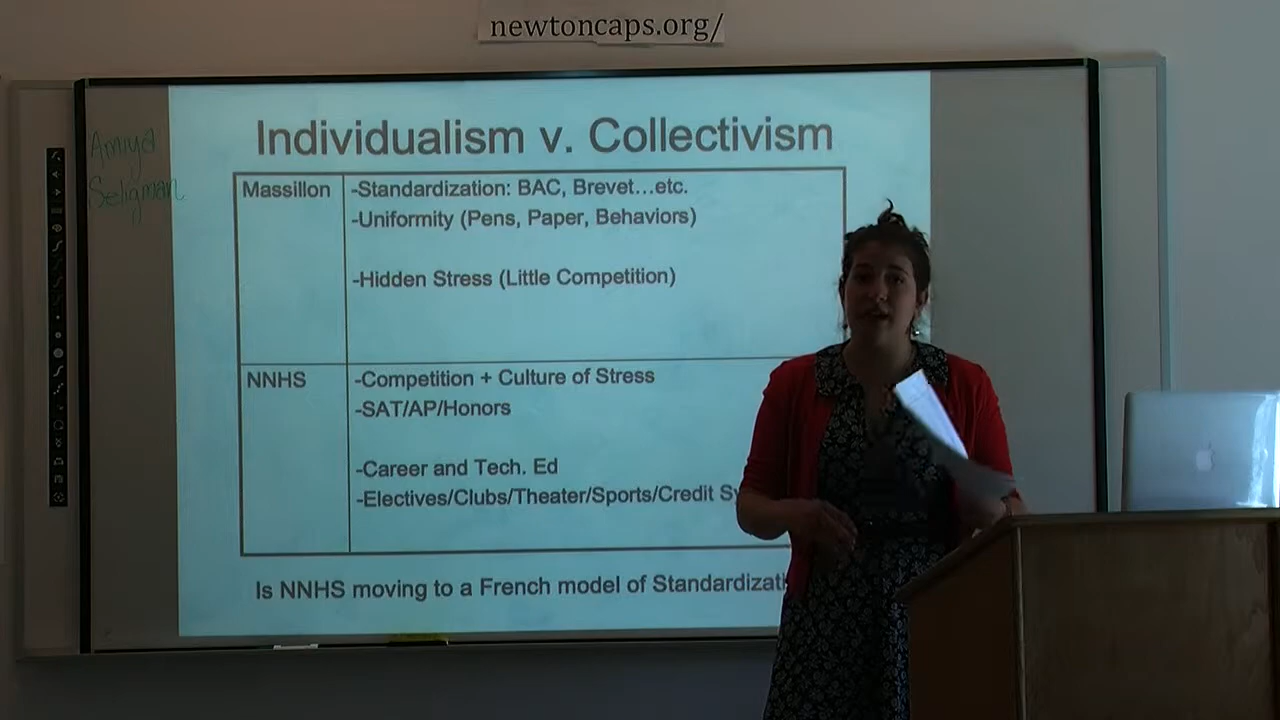 newtoncaps.org/
Amiya
Seligman
Individualism v. Collectivism
Massillon
-Standardization: BAC, Brevet...etc.
-Uniformity (Pens, Paper, Behaviors)
-Hidden Stress (Little Competition)
NNHS
-Competition + Culture of Stress
-SAT/AP/Honors
-Career and Tech. Ed
-Electives/Clubs/Theater/Sports/Credit Sy
Is NNHS moving to a French model of Standardizati